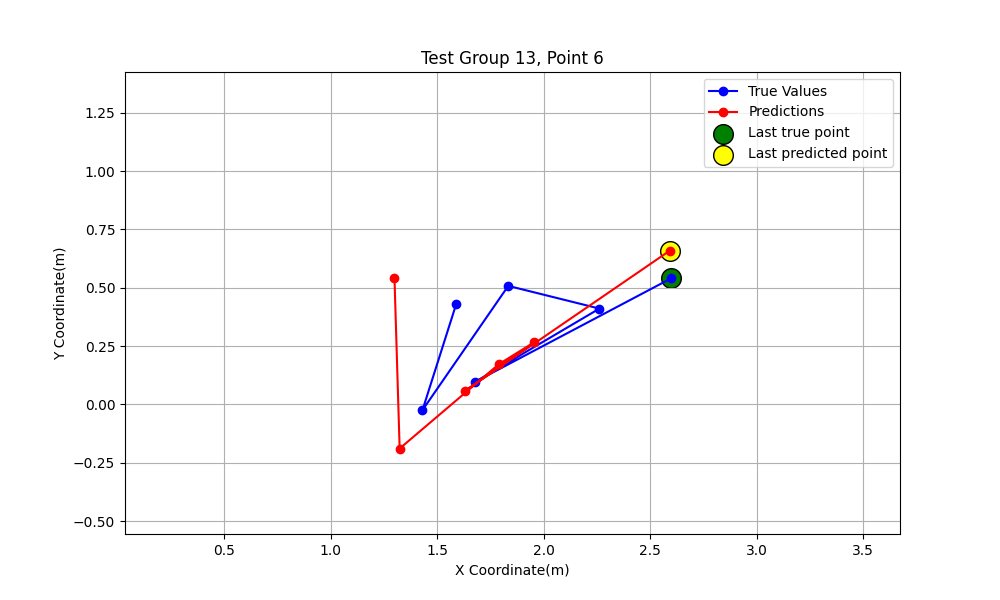 Test Group 13, Point 6
True Values
Predictions
Last true point
Last predicted point
Y Coordinate(m)
1.25
1.00
0.75
0.50
0.25
0.00
−0.25
−0.50
0.5 1.0 1.5 2.0 2.5 3.0 3.5
X Coordinate(m)